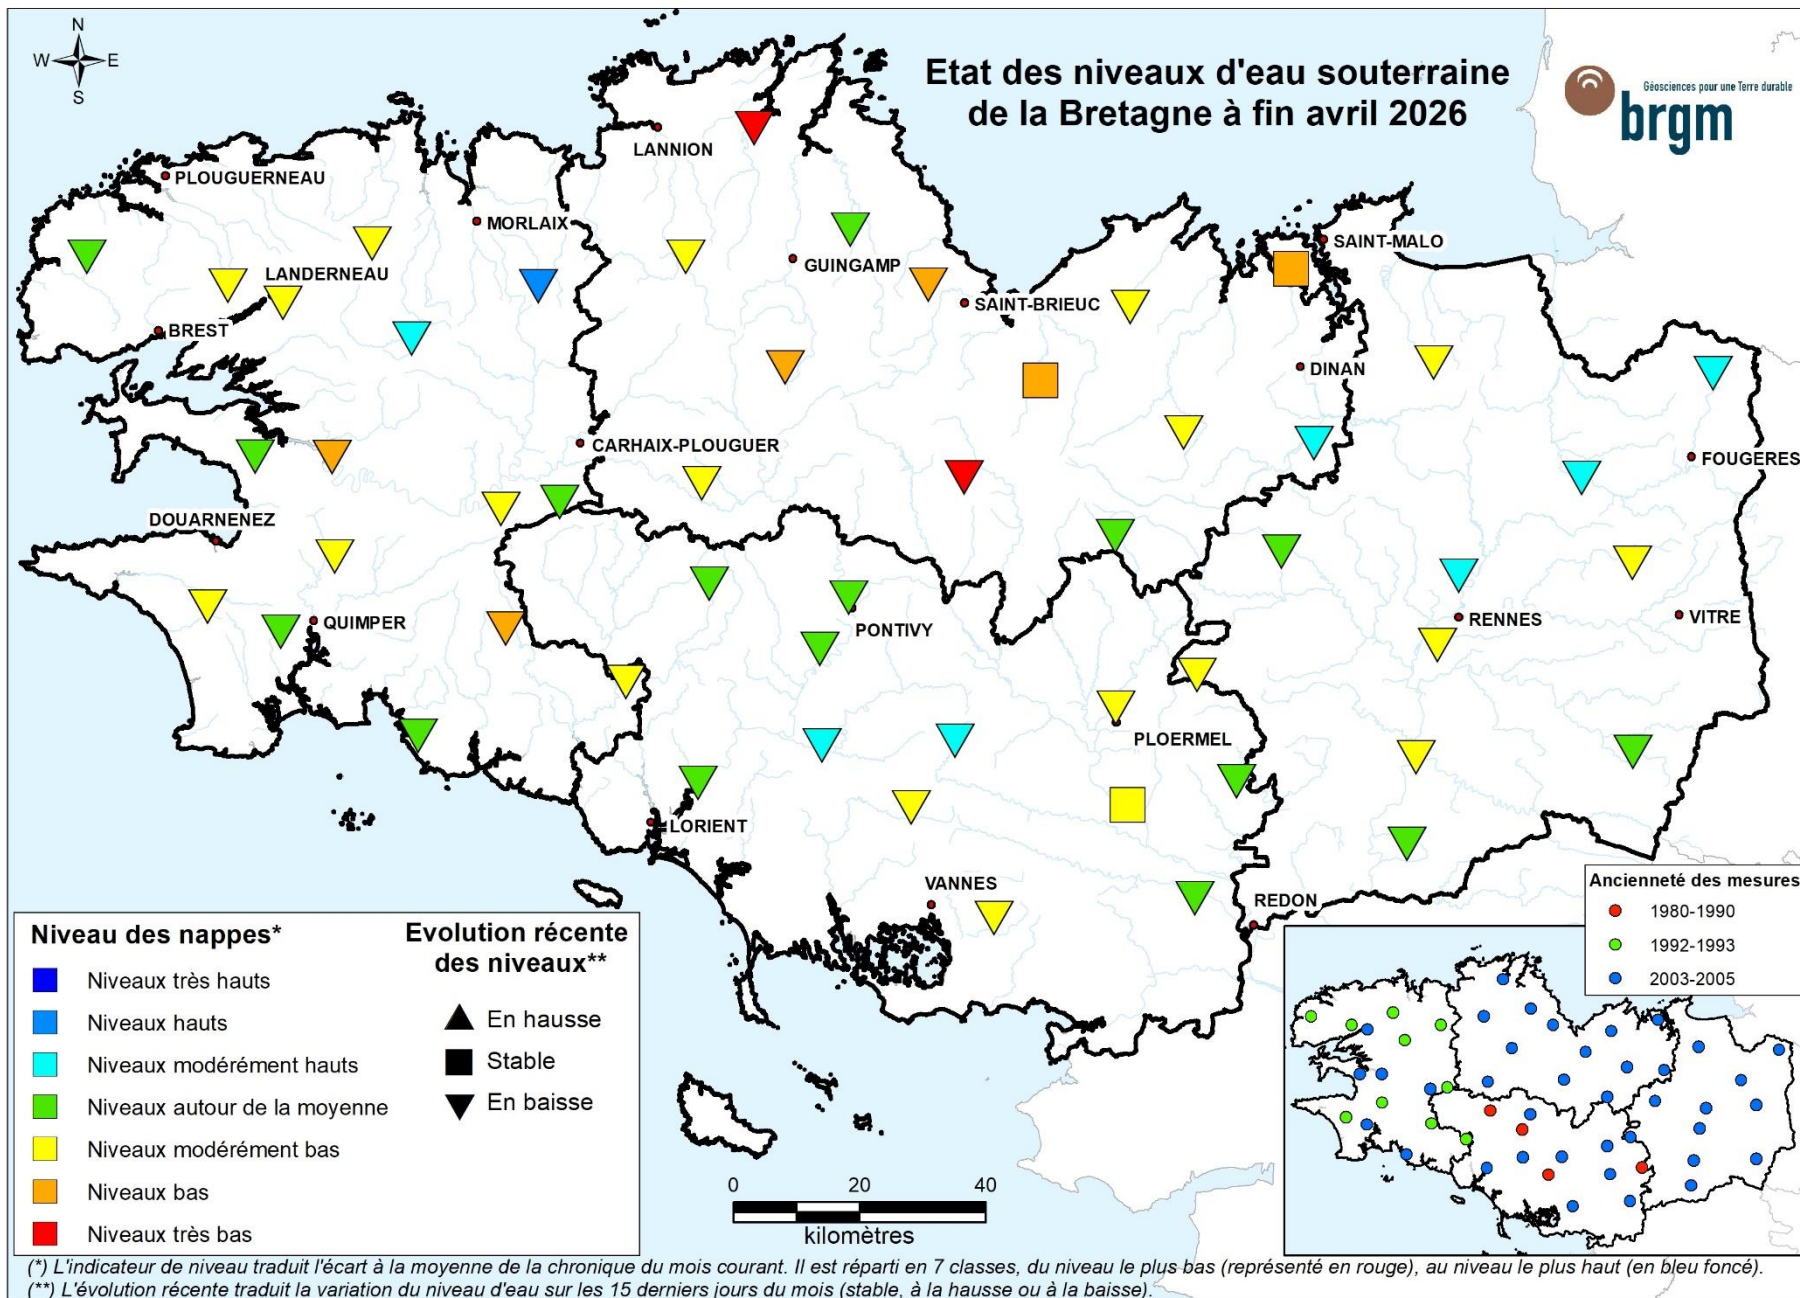 N
W E
S
Etat des niveaux d'eau souterraine
de la Bretagne à fin avril 2026
Géosciences pour une Terre durable
brgm
LANNION
PLOUGUERNEAU
MORLAIX
SAINT-MALO
GUINGAMP
LANDERNEAU
SAINT-BRIEUC
BREST
DINAN
CARHAIX-PLOUGUER
FOUGERES
DOUARNENEZ
QUIMPER
PONTIVY
RENNES
VITRE
PLOERMEL
LORIENT
VANNES
REDON
Niveau des nappes*
Niveaux très hauts
Niveaux hauts
Niveaux modérément hauts
Niveaux autour de la moyenne
Niveaux modérément bas
Niveaux bas
Niveaux très bas
Evolution récente
des niveaux**
En hausse
Stable
En baisse
0 20 40
kilomètres
Ancienneté des mesures
1980-1990
1992-1993
2003-2005
(*) L'indicateur de niveau traduit l'écart à la moyenne de la chronique du mois courant. Il est réparti en 7 classes, du niveau le plus bas (représenté en rouge), au niveau le plus haut (en bleu foncé).
(**) L'évolution récente traduit la variation du niveau d'eau sur les 15 derniers jours du mois (stable, à la hausse ou à la baisse).